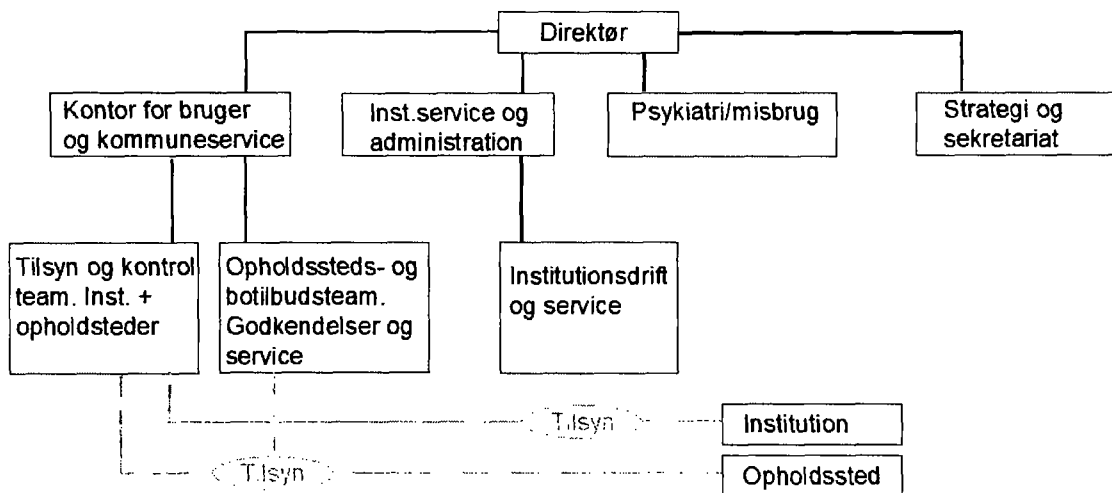 Direktør
Kontor for bruger
og kommuneservice
Inst.service og
administration
Psykiatri/misbrug
Strategi og
sekretariat
Tilsyn og kontrol
team. Inst. +
opholdsteder
Opholdssteds- og
botilbudsteam.
Godkendelser og
service
Institutionsdrift
og service
Tilsyn
Institution
Tilsyn
Opholdssted